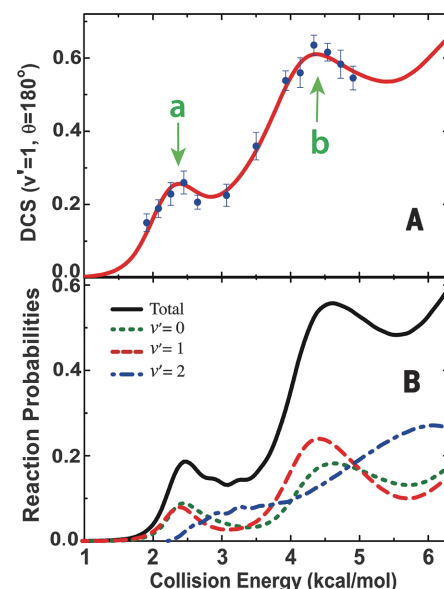 DCS (v'=1, θ=180°)
0.6
0.4
0.2
0.0
a
b
A
Reaction Probabilities
0.6
0.4
0.2
0.0
Total
v'= 0
v'= 1
v'= 2
B
1 2 3 4 5 6
Collision Energy (kcal/mol)